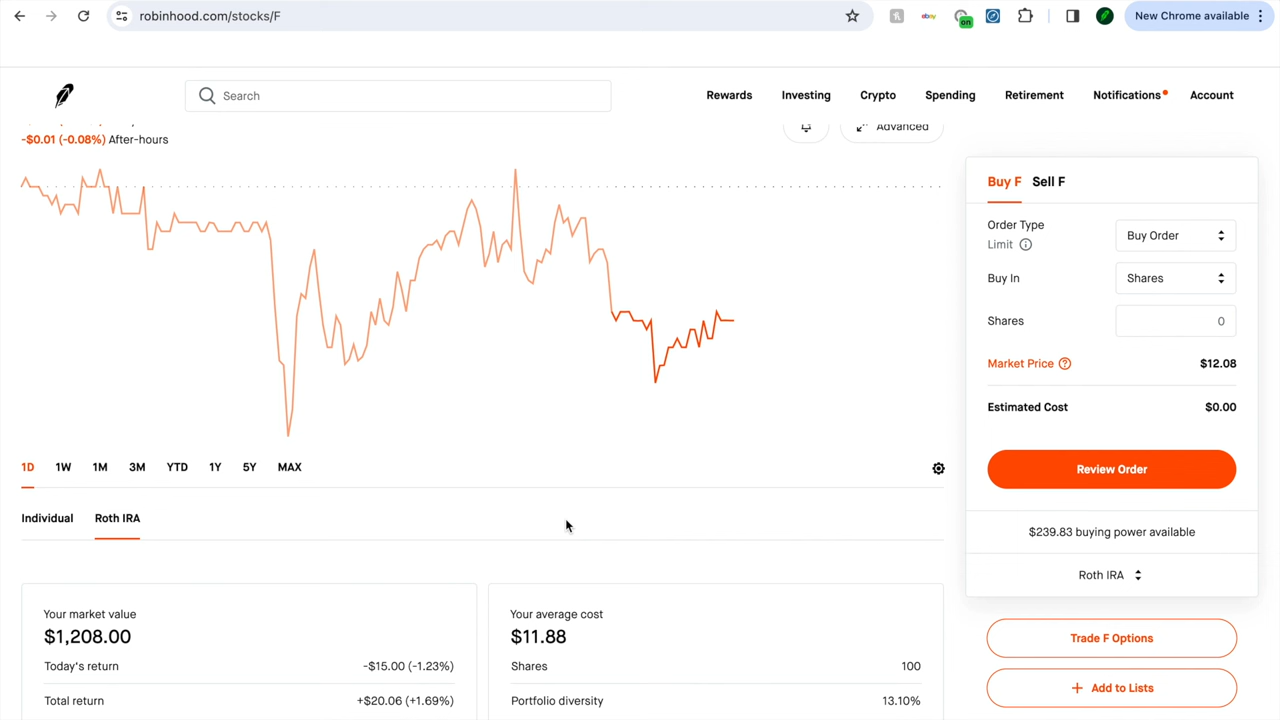 robinhood.com/stocks/F
on
New Chrome available
Search
Rewards
Investing
Crypto
Spending
Retirement
Notifications
Account
-$0.01 (-0.08%) After-hours
Advanced
Buy F
Sell F
Order Type
Limit
Buy Order
Buy In
Shares
Shares
0
Market Price
$12.08
Estimated Cost
$0.00
Review Order
$239.83 buying power available
Roth IRA
Trade F Options
Add to Lists
1D
1W
1M
3M
YTD
1Y
5Y
MAX
Individual
Roth IRA
Your market value
$1,208.00
Today's return
-$15.00 (-1.23%)
Total return
+$20.06 (+1.69%)
Your average cost
$11.88
Shares
100
Portfolio diversity
13.10%